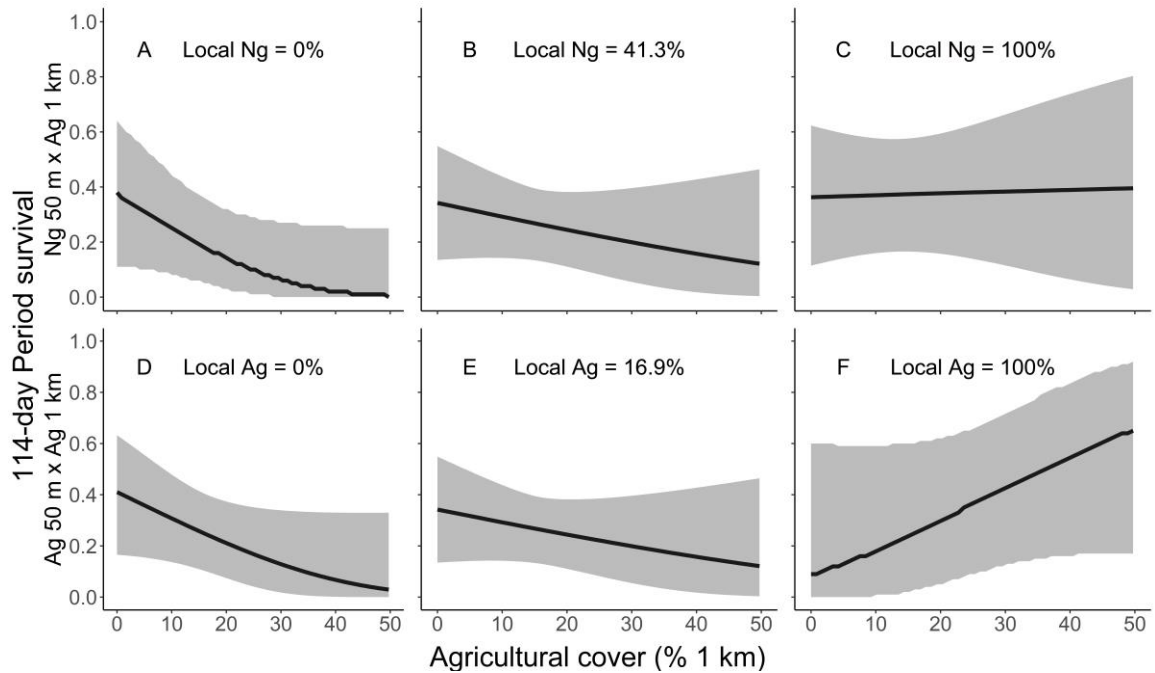 114-day Period survival
Ng 50 m x Ag 1 km
1.0
0.8
0.6
0.4
0.2
0.0
A Local Ng = 0%
B Local Ng = 41.3%
C Local Ng = 100%
Ag 50 m x Ag 1 km
1.0
0.8
0.6
0.4
0.2
0.0
D Local Ag = 0%
E Local Ag = 16.9%
F Local Ag = 100%
0 10 20 30 40 50 0 10 20 30 40 50 0 10 20 30 40 50
Agricultural cover (% 1 km)